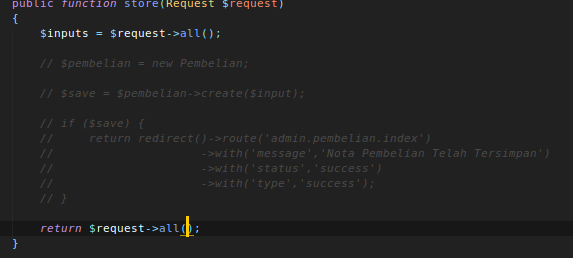 public function store(Request $request)
{
    $inputs = $request->all();
    // $pembelian = new Pembelian;
    // $save = $pembelian->create($input);
    // if ($save) {
    //     return redirect()->route('admin.pembelian.index')
    //                      ->with('message','Nota Pembelian Telah Tersimpan')
    //                      ->with('status','success')
    //                      ->with('type','success');
    // }
    return $request->all();
}